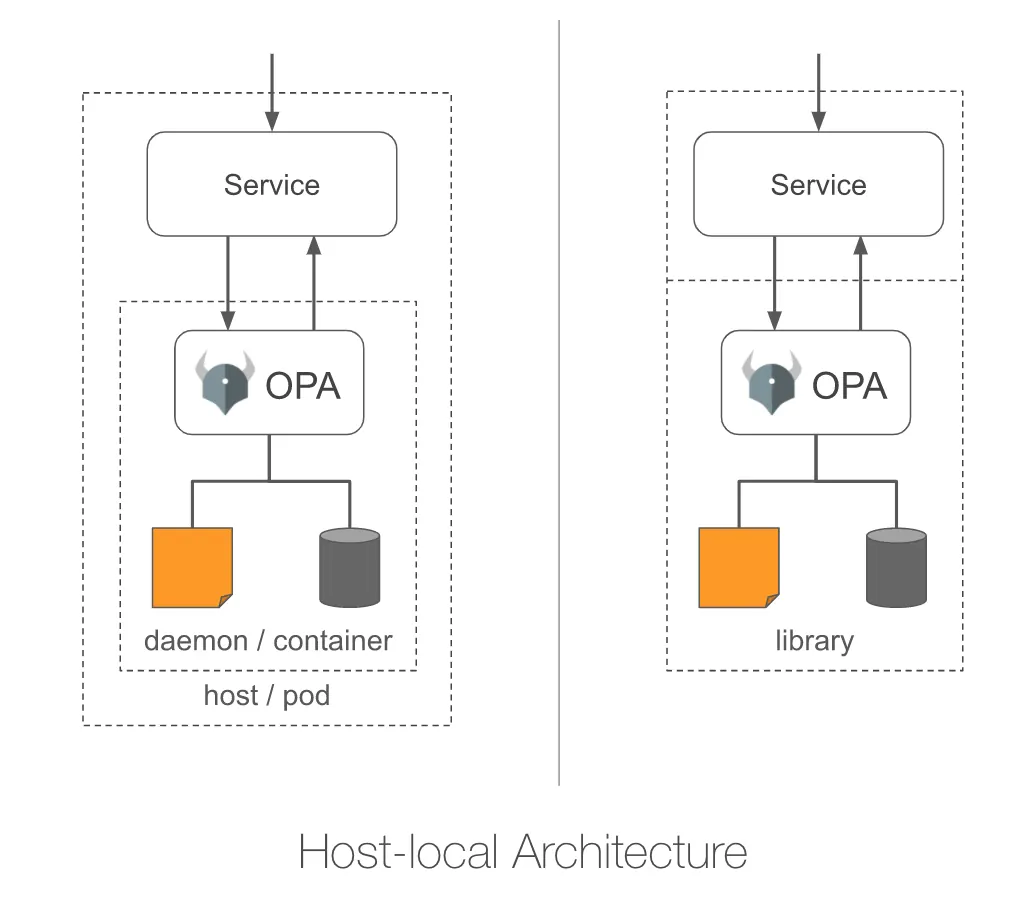 Service
OPA
daemon / container
host / pod
Service
OPA
library
Host-local Architecture